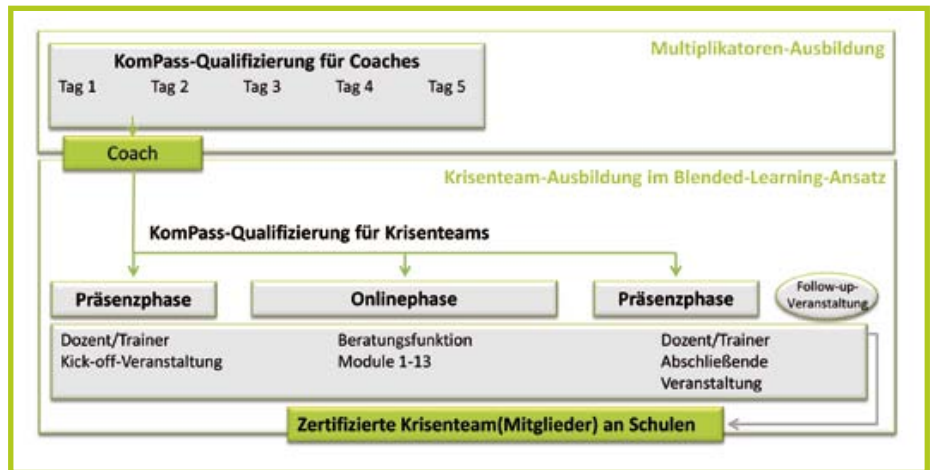 Multiplikatoren-Ausbildung
KomPass-Qualifizierung für Coaches
Tag 1 Tag 2 Tag 3 Tag 4 Tag 5
Coach
Krisenteam-Ausbildung im Blended-Learning-Ansatz
KomPass-Qualifizierung für Krisenteams
Präsenzphase
Onlinephase
Präsenzphase
Follow-up-
Veranstaltung
Dozent/Trainer
Kick-off-Veranstaltung
Beratungsfunktion
Module 1-13
Dozent/Trainer
Abschließende
Veranstaltung
Zertifizierte Krisenteam(Mitglieder) an Schulen